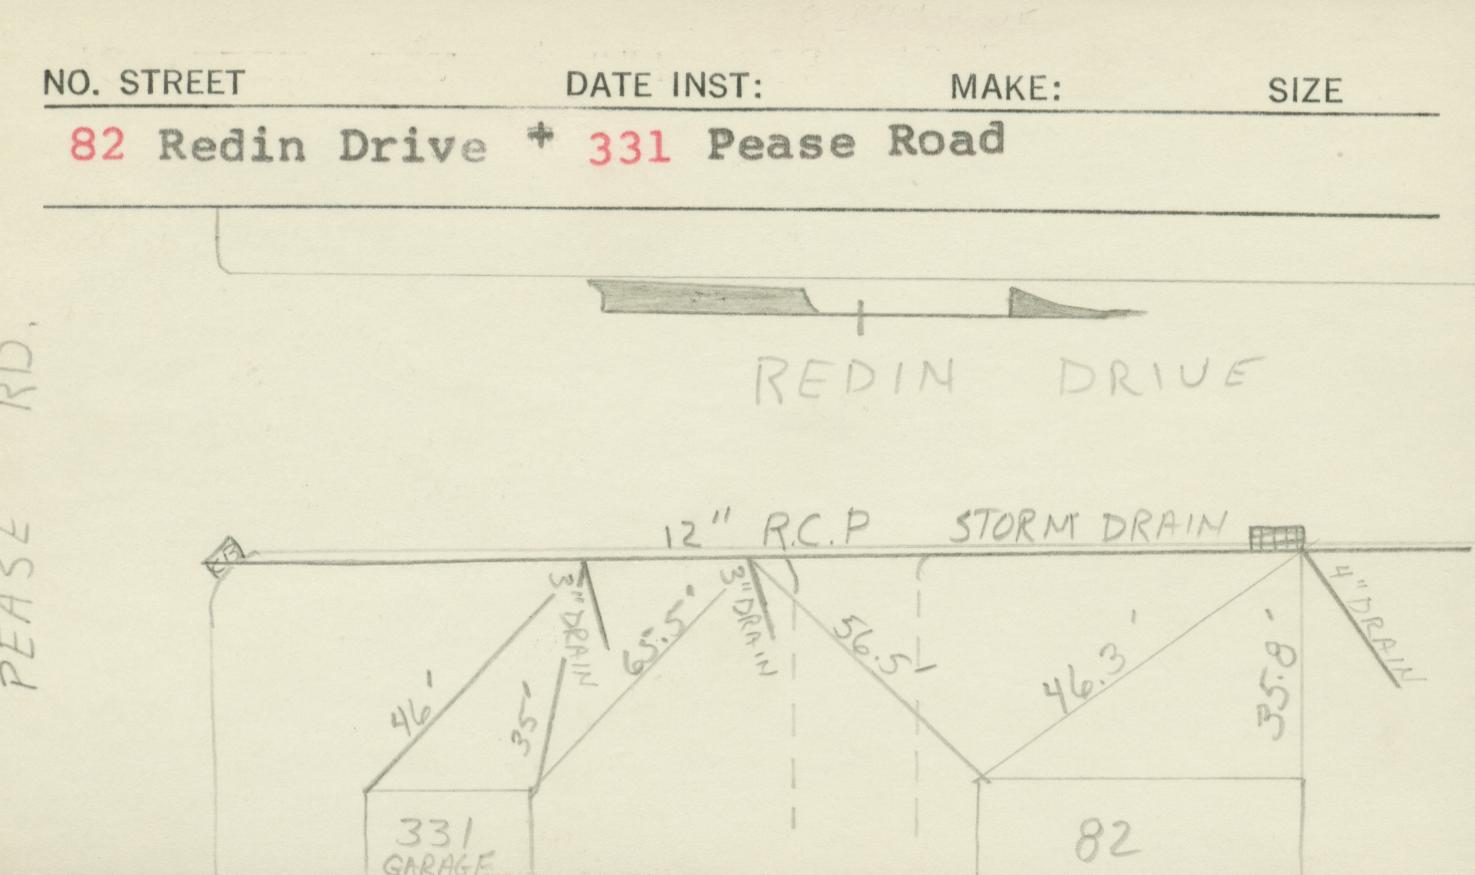 NO. STREET DATE INST: MAKE: SIZE
82 Redin Drive + 331 Pease Road
PEASE RD.
REDIN DRIVE
12" R.C.P STORM DRAIN
3" DRAIN
3" DRAIN
4" DRAIN
46'
35'
65.5'
56.5'
46.3'
35.8'
331
GARAGE
82